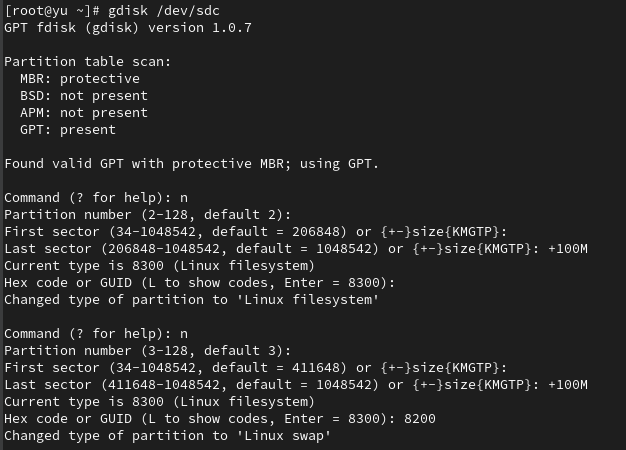 [root@yu ~]# gdisk /dev/sdc
GPT fdisk (gdisk) version 1.0.7
Partition table scan:
MBR: protective
BSD: not present
APM: not present
GPT: present
Found valid GPT with protective MBR; using GPT.
Command (? for help): n
Partition number (2-128, default 2):
First sector (34-1048542, default = 206848) or {+-}size{KMGTP}:
Last sector (206848-1048542, default = 1048542) or {+-}size{KMGTP}: +100M
Current type is 8300 (Linux filesystem)
Hex code or GUID (L to show codes, Enter = 8300):
Changed type of partition to 'Linux filesystem'
Command (? for help): n
Partition number (3-128, default 3):
First sector (34-1048542, default = 411648) or {+-}size{KMGTP}:
Last sector (411648-1048542, default = 1048542) or {+-}size{KMGTP}: +100M
Current type is 8300 (Linux filesystem)
Hex code or GUID (L to show codes, Enter = 8300): 8200
Changed type of partition to 'Linux swap'